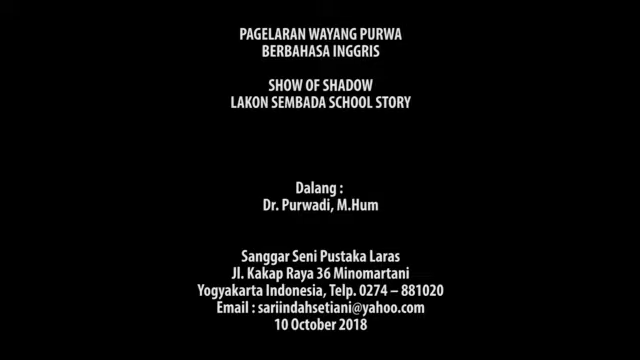 PAGELARAN WAYANG PURWA
BERBAHASA INGGRIS
SHOW OF SHADOW
LAKON SEMBADA SCHOOL STORY
Dalang :
Dr. Purwadi, M.Hum
Sanggar Seni Pustaka Laras
Jl. Kakap Raya 36 Minomartani
Yogyakarta Indonesia, Telp. 0274 – 881020
Email : sariindahsetiani@yahoo.com
10 October 2018